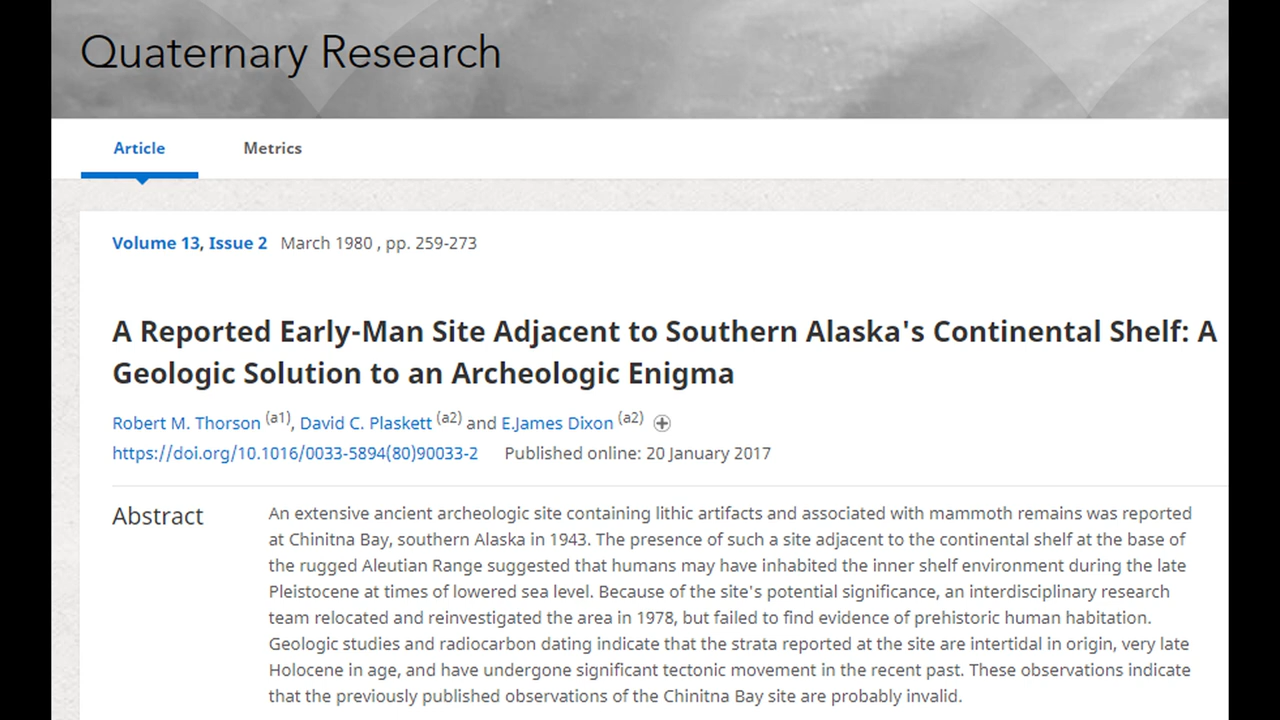 Quaternary Research
Article Metrics
Volume 13, Issue 2 March 1980 , pp. 259-273
A Reported Early-Man Site Adjacent to Southern Alaska's Continental Shelf: A
Geologic Solution to an Archeologic Enigma
Robert M. Thorson (a1), David C. Plaskett (a2) and E.James Dixon (a2)
https://doi.org/10.1016/0033-5894(80)90033-2 Published online: 20 January 2017
Abstract
An extensive ancient archeologic site containing lithic artifacts and associated with mammoth remains was reported
at Chinitna Bay, southern Alaska in 1943. The presence of such a site adjacent to the continental shelf at the base of
the rugged Aleutian Range suggested that humans may have inhabited the inner shelf environment during the late
Pleistocene at times of lowered sea level. Because of the site's potential significance, an interdisciplinary research
team relocated and reinvestigated the area in 1978, but failed to find evidence of prehistoric human habitation.
Geologic studies and radiocarbon dating indicate that the strata reported at the site are intertidal in origin, very late
Holocene in age, and have undergone significant tectonic movement in the recent past. These observations indicate
that the previously published observations of the Chinitna Bay site are probably invalid.